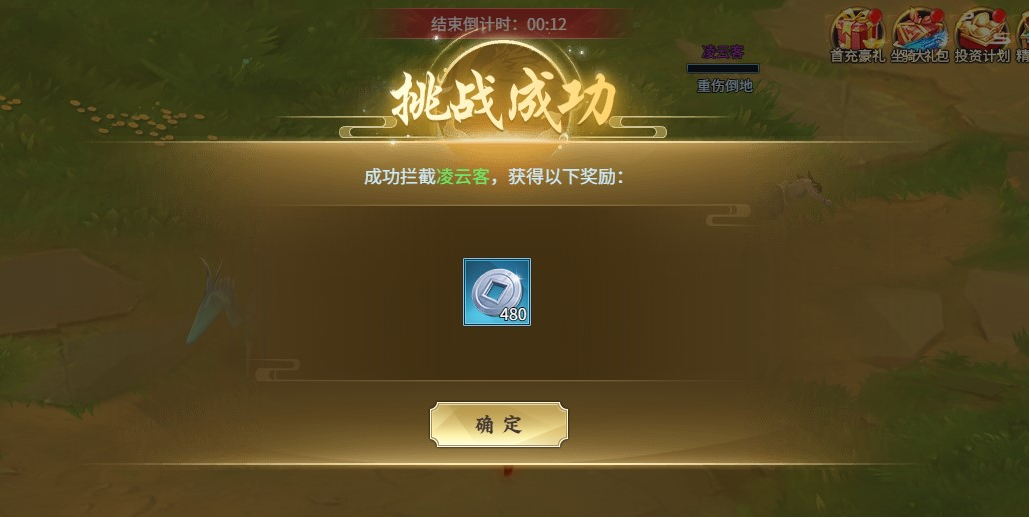 结束倒计时：00:12
凌云客
重伤倒地
首充豪礼 坐骑大礼包 投资计划 精
挑战成功
成功拦截凌云客，获得以下奖励：
480
确定